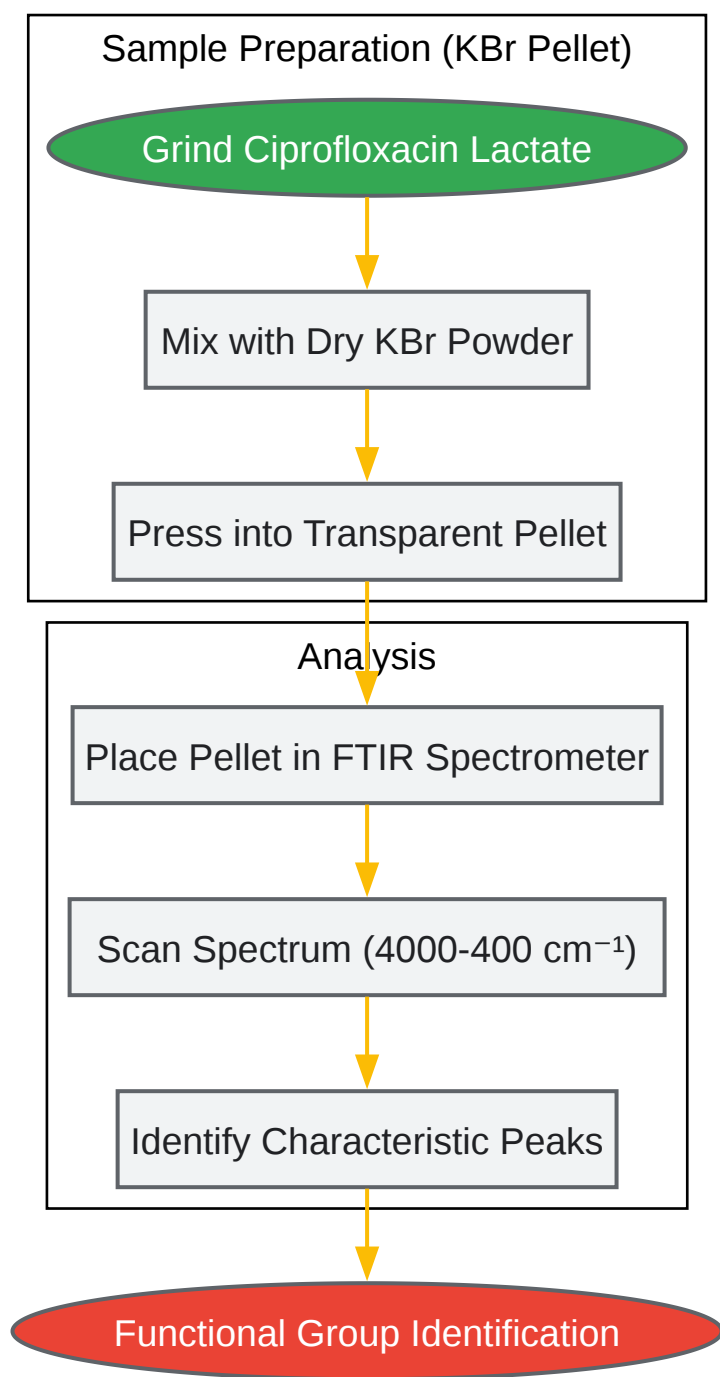 Sample Preparation (KBr Pellet)
Grind Ciprofloxacin Lactate
Mix with Dry KBr Powder
Press into Transparent Pellet
Analysis
Place Pellet in FTIR Spectrometer
Scan Spectrum (4000-400 cm⁻¹)
Identify Characteristic Peaks
Functional Group Identification